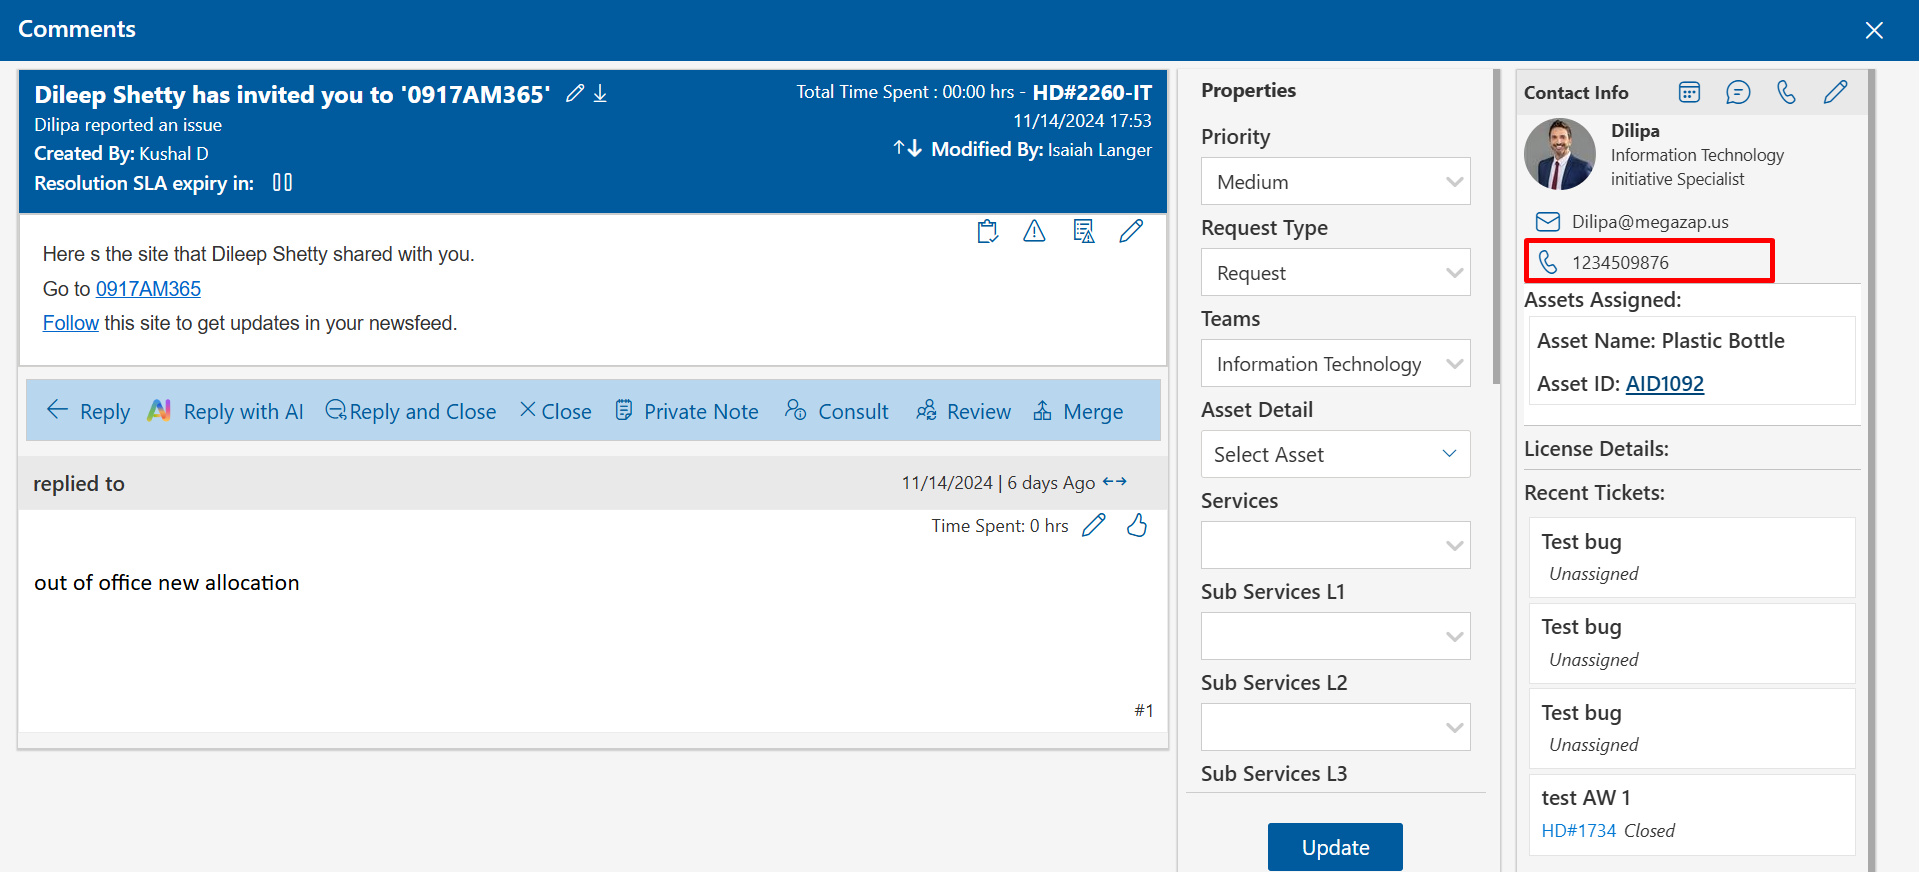 Comments
Dileep Shetty has invited you to '0917AM365'
Total Time Spent : 00:00 hrs - HD#2260-IT
Dilipa reported an issue
11/14/2024 17:53
Created By: Kushal D
Modified By: Isaiah Langer
Resolution SLA expiry in:
Here s the site that Dileep Shetty shared with you.
Go to 0917AM365
Follow this site to get updates in your newsfeed.
Reply
AI Reply with AI
Reply and Close
Close
Private Note
Consult
Review
Merge
replied to
11/14/2024 | 6 days Ago
Time Spent: 0 hrs
out of office new allocation
#1
Properties
Priority
Medium
Request Type
Request
Teams
Information Technology
Asset Detail
Select Asset
Services
Sub Services L1
Sub Services L2
Sub Services L3
Update
Contact Info
Dilipa
Information Technology
initiative Specialist
Dilipa@megazap.us
1234509876
Assets Assigned:
Asset Name: Plastic Bottle
Asset ID: AID1092
License Details:
Recent Tickets:
Test bug
Unassigned
Test bug
Unassigned
Test bug
Unassigned
test AW 1
HD#1734 Closed